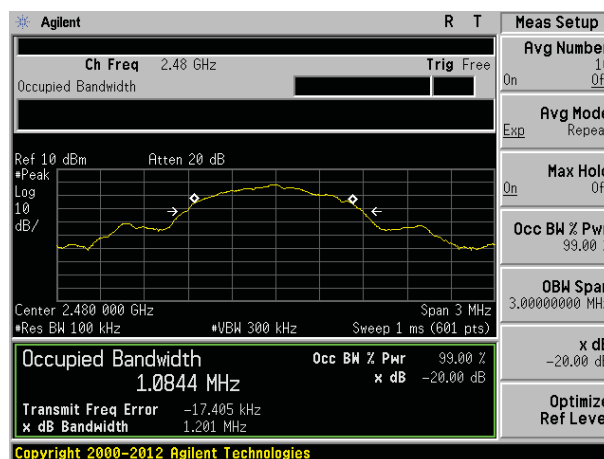 Agilent R T Meas Setup
Ch Freq 2.48 GHz Trig Free
Occupied Bandwidth
Avg Number
10
On Off
Avg Mode
Exp Repeat
Max Hold
On Off
Occ BW % Pwr
99.00 %
OBW Span
3.00000000 MHz
x dB
-20.00 dB
Optimize
Ref Level
Ref 10 dBm Atten 20 dB
#Peak
Log
10
dB/
Center 2.480 000 GHz Span 3 MHz
#Res BW 100 kHz #VBW 300 kHz Sweep 1 ms (601 pts)
Occupied Bandwidth Occ BW % Pwr 99.00 %
1.0844 MHz x dB -20.00 dB
Transmit Freq Error -17.405 kHz
x dB Bandwidth 1.201 MHz
Copyright 2000-2012 Agilent Technologies